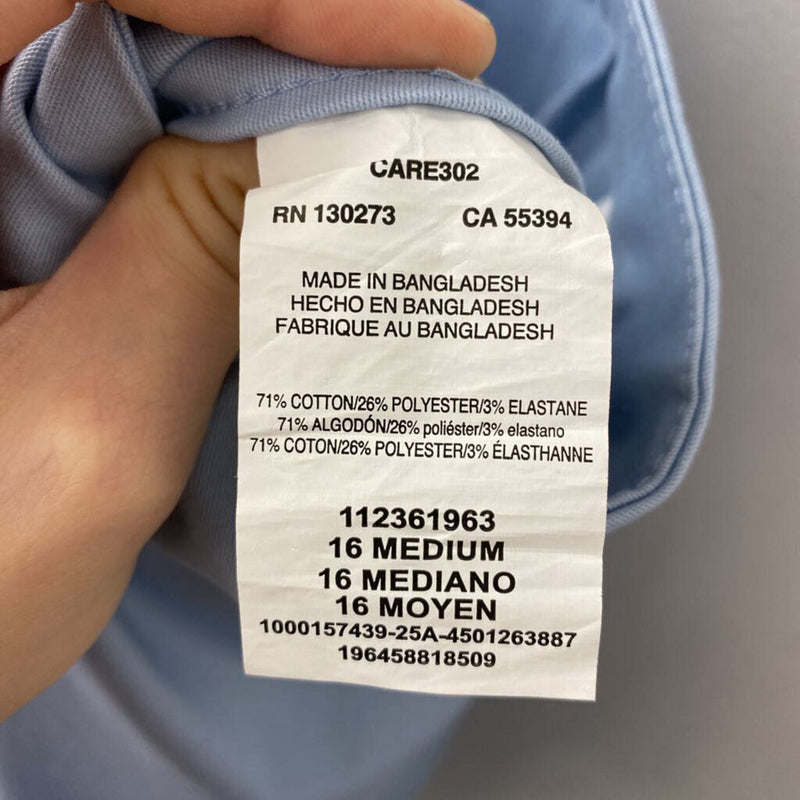 CARE302
RN 130273 CA 55394
MADE IN BANGLADESH
HECHO EN BANGLADESH
FABRIQUE AU BANGLADESH
71% COTTON/26% POLYESTER/3% ELASTANE
71% ALGODÓN/26% poliéster/3% elastano
71% COTON/26% POLYESTER/3% ÉLASTHANNE
112361963
16 MEDIUM
16 MEDIANO
16 MOYEN
1000157439-25A-4501263887
196458818509